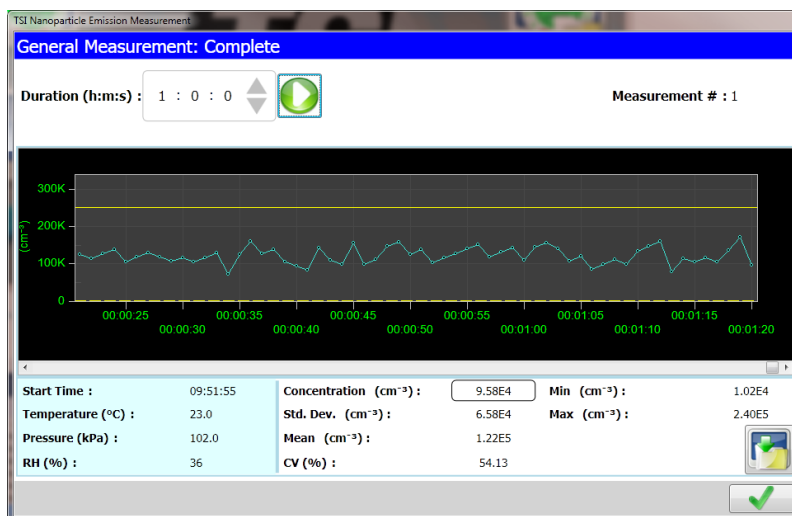 TSI Nanoparticle Emission Measurement
General Measurement: Complete
Duration (h:m:s) : 1 : 0 : 0 Measurement # : 1
300K
200K
100K
0
(cm⁻³)
00:00:25 00:00:35 00:00:45 00:00:55 00:01:05 00:01:15
00:00:30 00:00:40 00:00:50 00:01:00 00:01:10 00:01:20
Start Time : 09:51:55 Concentration (cm⁻³) : 9.58E4 Min (cm⁻³) : 1.02E4
Temperature (°C) : 23.0 Std. Dev. (cm⁻³) : 6.58E4 Max (cm⁻³) : 2.40E5
Pressure (kPa) : 102.0 Mean (cm⁻³) : 1.22E5
RH (%) : 36 CV (%) : 54.13